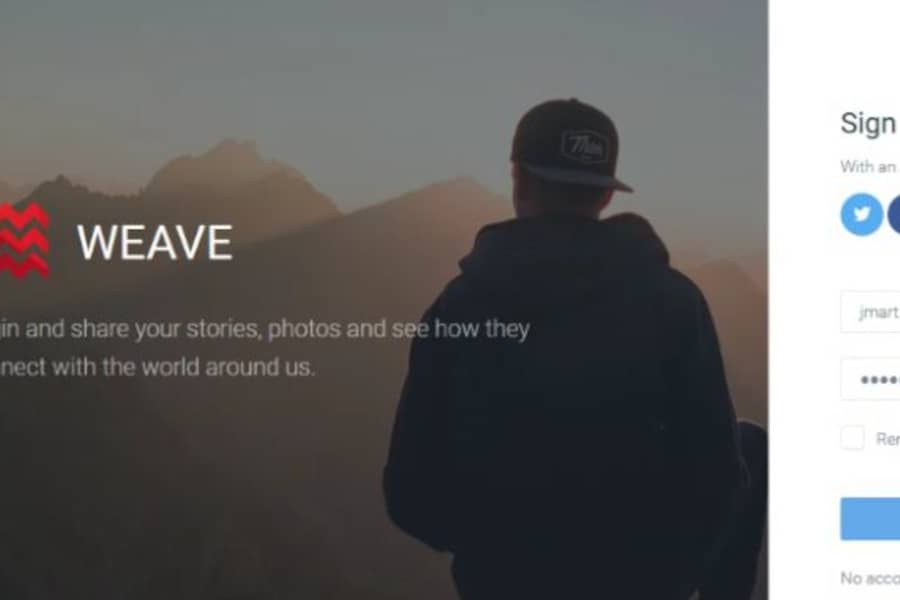 WEAVE
in and share your stories, photos and see how they
nect with the world around us.
Sign
With an
jmart
Rem
No acco